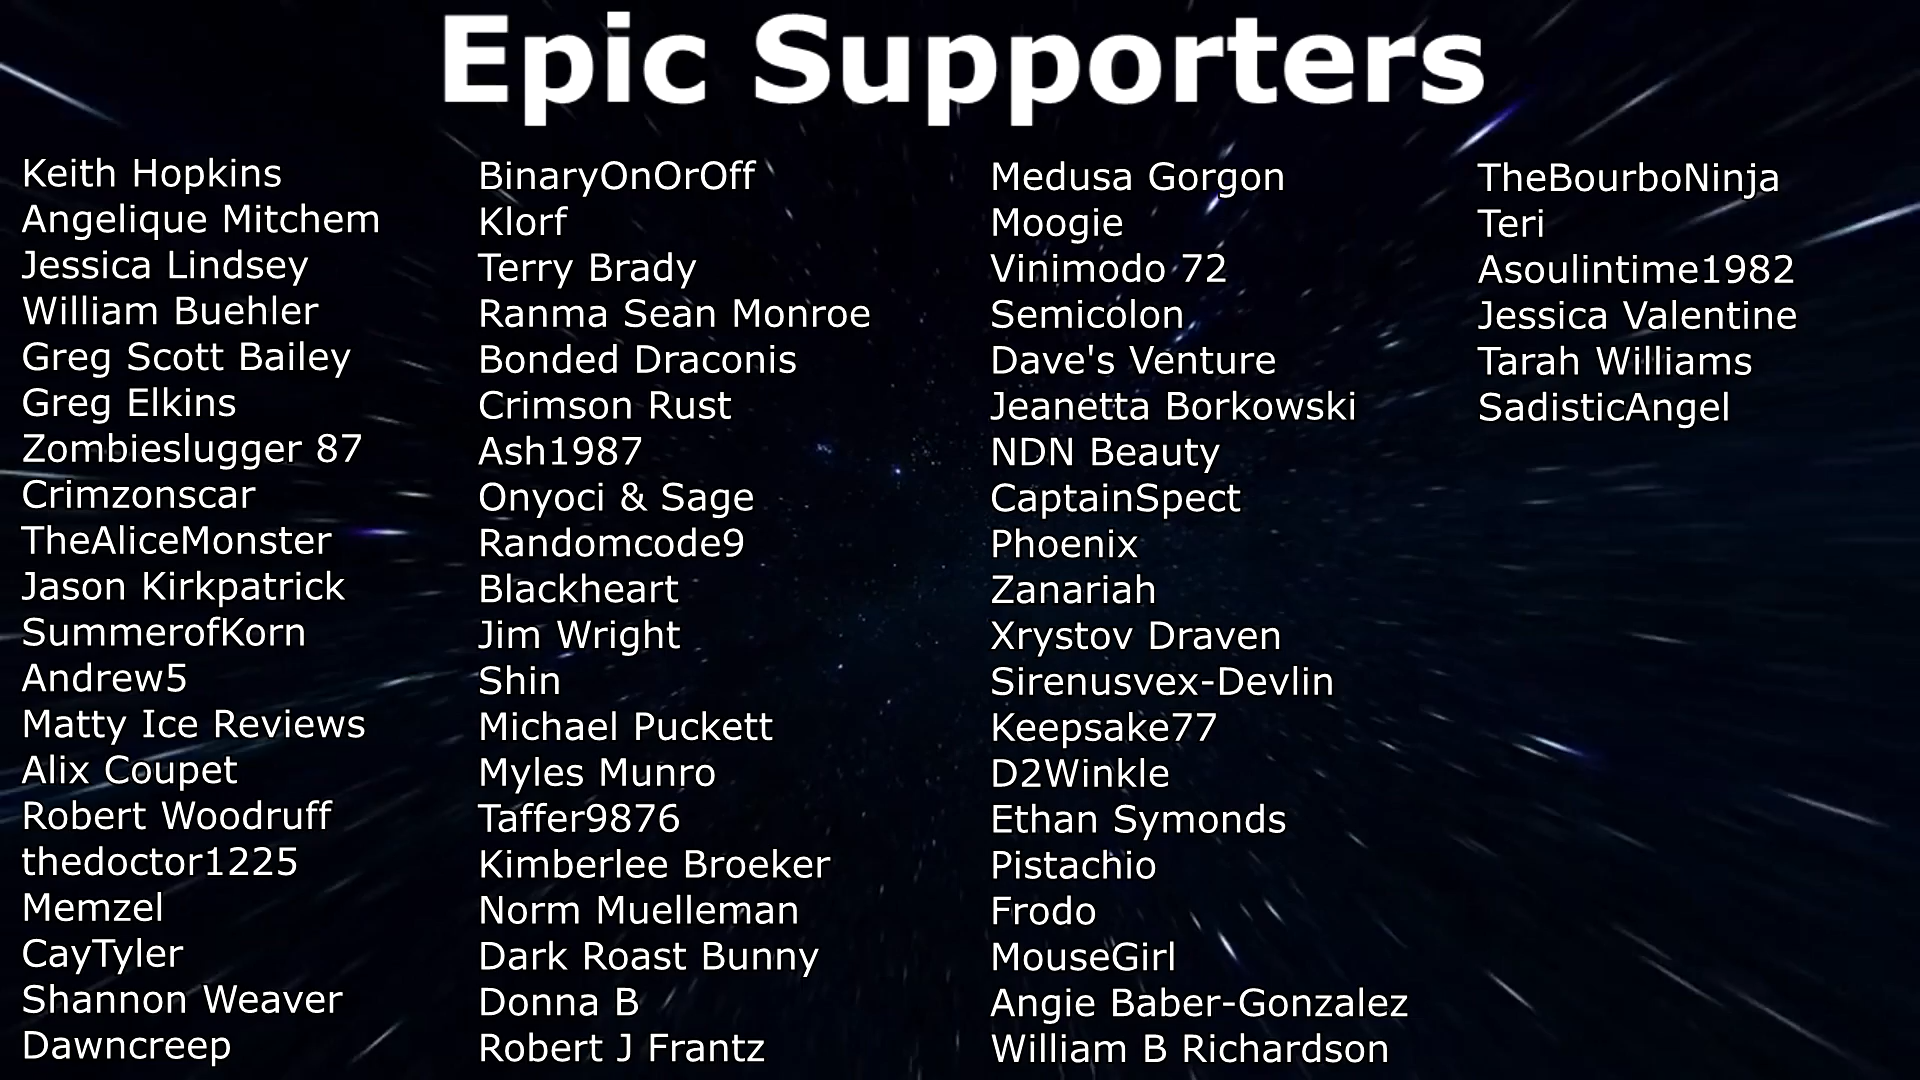 Epic Supporters
Keith Hopkins
Angelique Mitchem
Jessica Lindsey
William Buehler
Greg Scott Bailey
Greg Elkins
Zombieslugger 87
Crimzonscar
TheAliceMonster
Jason Kirkpatrick
SummerofKorn
Andrew5
Matty Ice Reviews
Alix Coupet
Robert Woodruff
thedoctor1225
Memzel
CayTyler
Shannon Weaver
Dawncreep
BinaryOnOrOff
Klorf
Terry Brady
Ranma Sean Monroe
Bonded Draconis
Crimson Rust
Ash1987
Onyoci & Sage
Randomcode9
Blackheart
Jim Wright
Shin
Michael Puckett
Myles Munro
Taffer9876
Kimberlee Broeker
Norm Muelleman
Dark Roast Bunny
Donna B
Robert J Frantz
Medusa Gorgon
Moogie
Vinimodo 72
Semicolon
Dave's Venture
Jeanetta Borkowski
NDN Beauty
CaptainSpect
Phoenix
Zanariah
Xrystov Draven
Sirenusvex-Devlin
Keepsake77
D2Winkle
Ethan Symonds
Pistachio
Frodo
MouseGirl
Angie Baber-Gonzalez
William B Richardson
TheBourboNinja
Teri
Asoulintime1982
Jessica Valentine
Tarah Williams
SadisticAngel